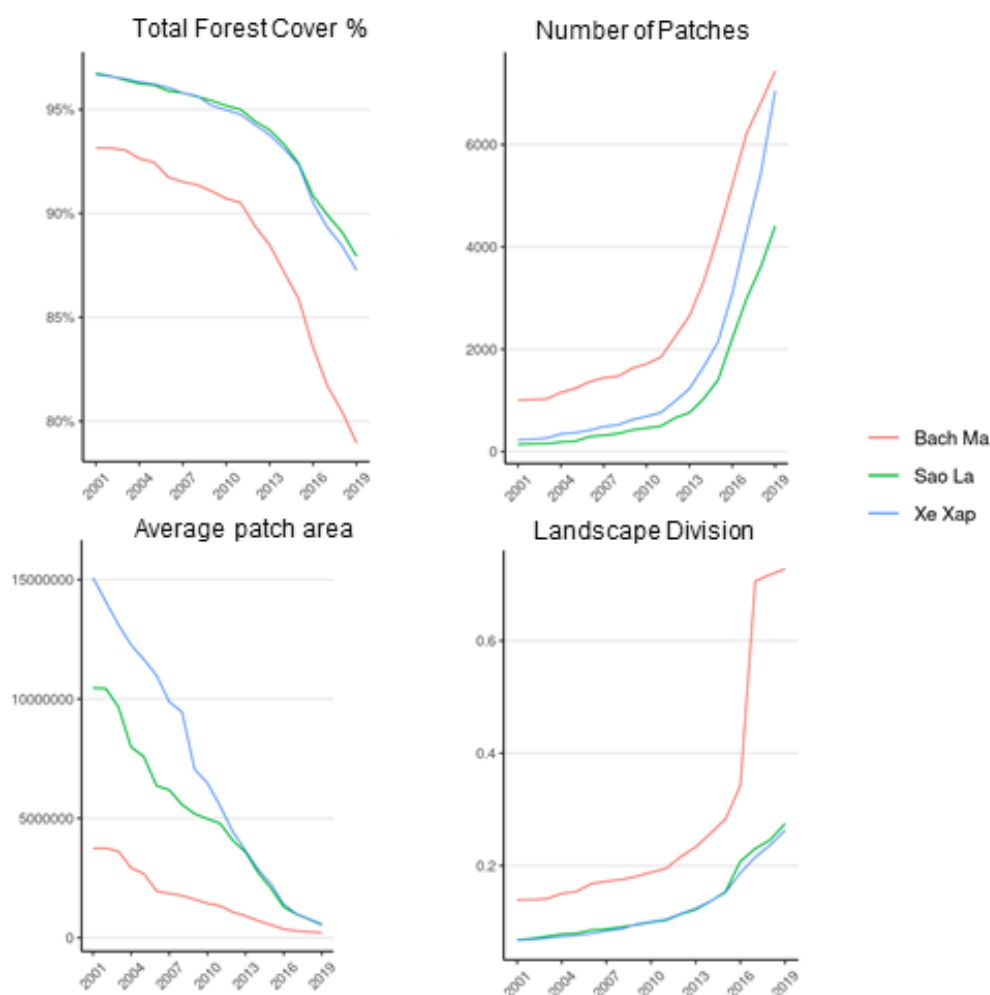 Total Forest Cover %
95%
90%
85%
80%
2001 2004 2007 2010 2013 2016 2019
Number of Patches
6000
4000
2000
0
2001 2004 2007 2010 2013 2016 2019
Bach Ma
Sao La
Xe Xap
Average patch area
15000000
10000000
5000000
0
2001 2004 2007 2010 2013 2016 2019
Landscape Division
0.6
0.4
0.2
2001 2004 2007 2010 2013 2016 2019